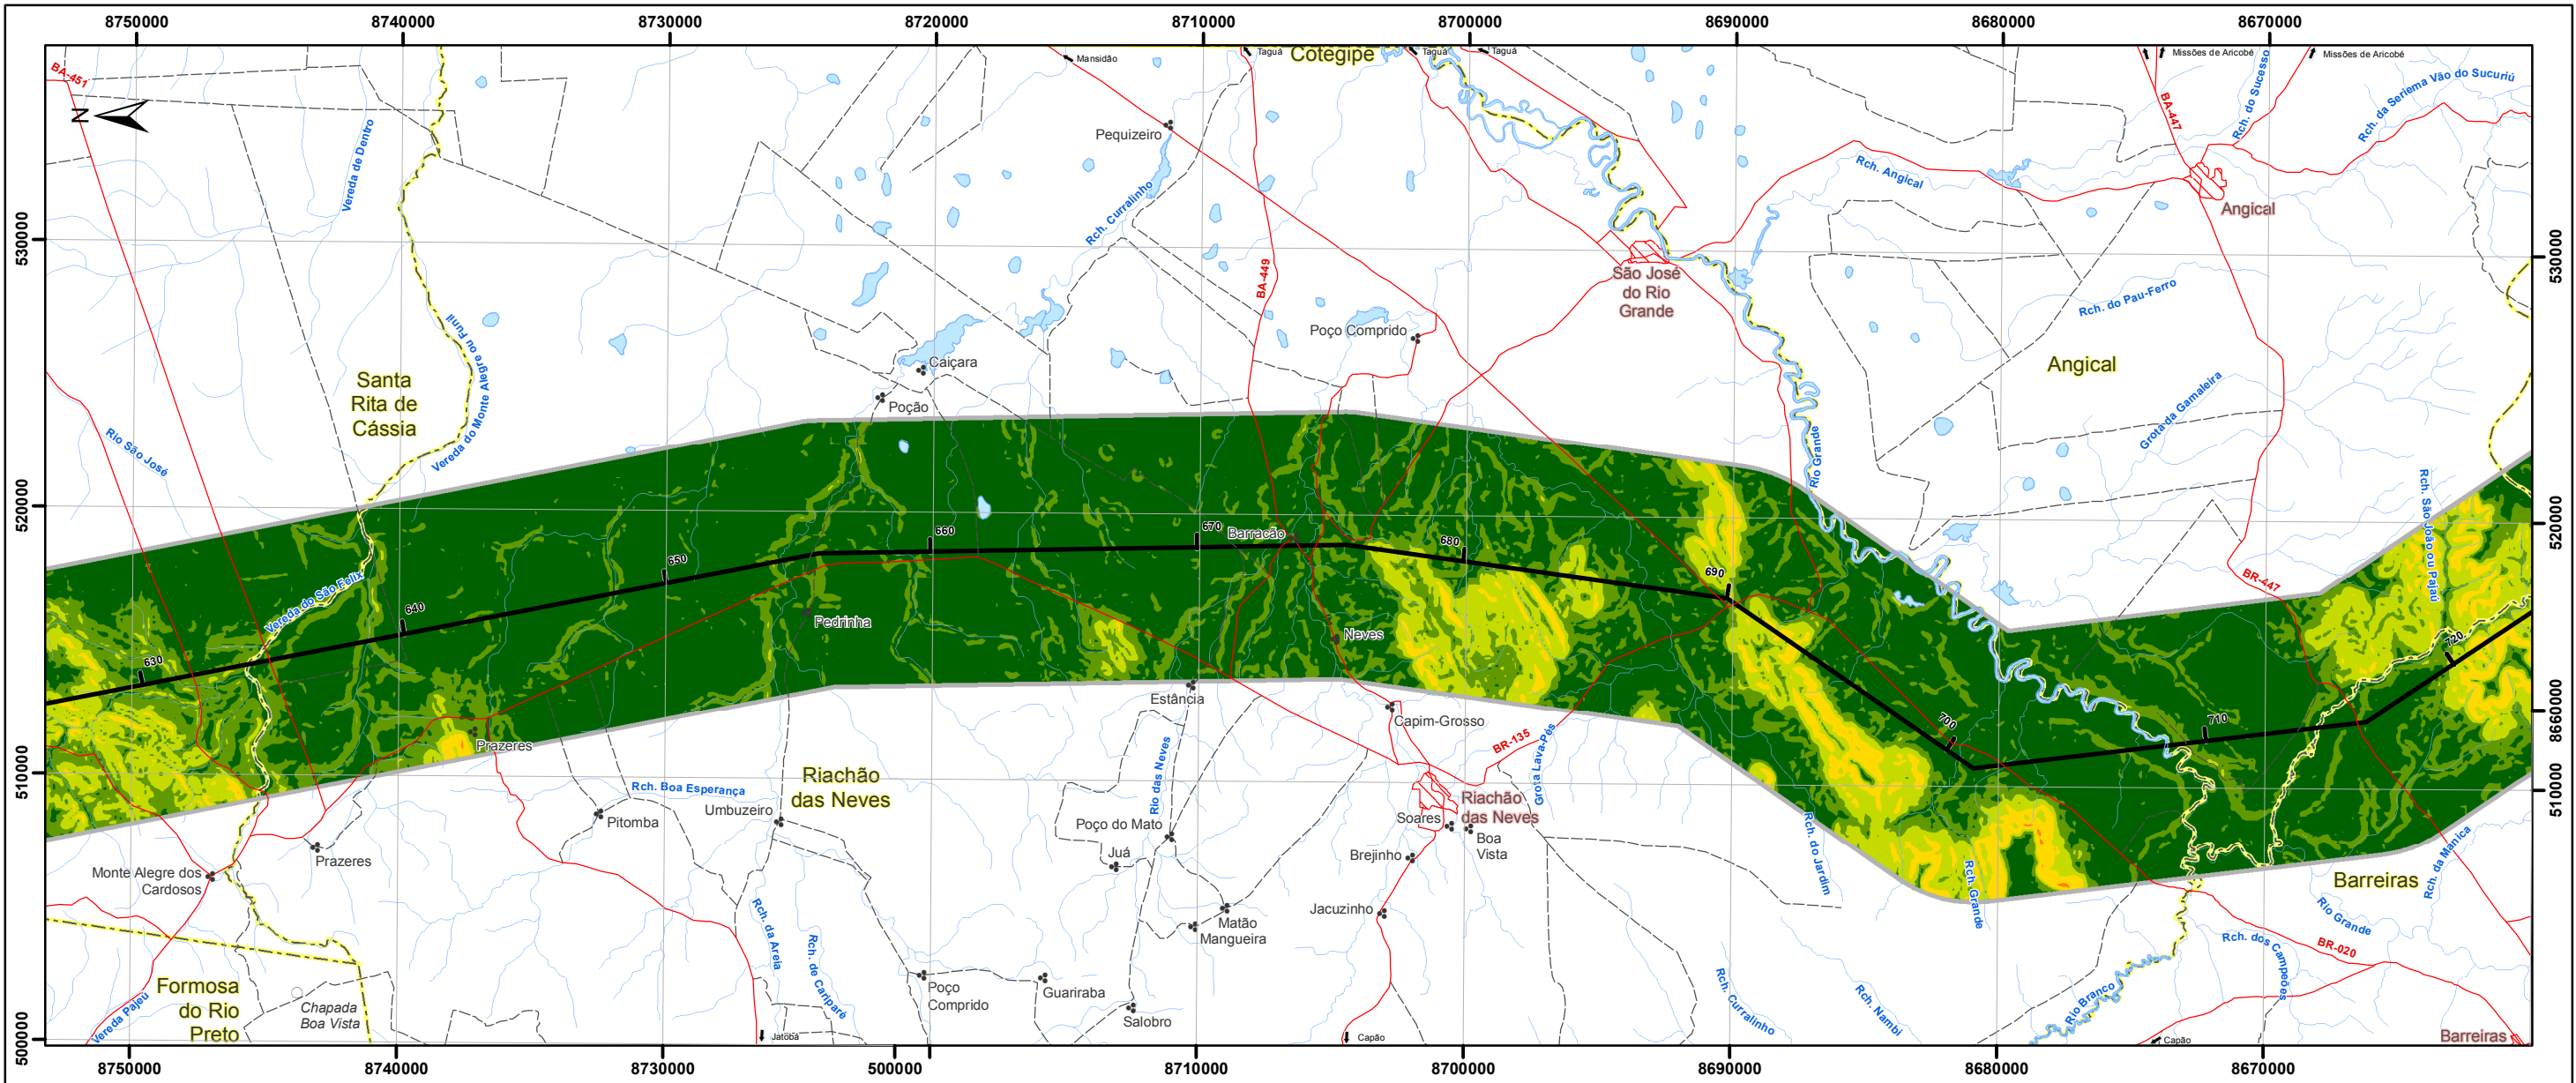 8750000 8740000 8730000 8720000 8710000 8700000 8690000 8680000 8670000
BA-451
N
Mansidão
Taguá
Cotegipe
Taguá
Taguá
Missões de Aricobé
Missões de Aricobé
Rch. do Sucesso
Rch. da Seriema Vão do Sucuriú
BA-447
Vereda de Dentro
Pequizeiro
Rch. Curralinho
Rch. Angical
Angical
530000
530000
BA-449
São José
do Rio
Grande
Rch. do Pau-Ferro
Vereda do Monte Alegre ou Funil
Poço Comprido
Caiçara
Angical
Santa
Rita de
Cássia
Poção
Grota da Gamaleira
Rio São José
Rio Grande
Rch. São João ou Pajaú
520000
520000
660
670
Barracão
680
650
690
BR-447
Vereda do São Felix
640
Pedrinha
Neves
720
630
Estância
Capim-Grosso
700
710
8660000
Prazeres
BR-135
Grota Lava-Pés
Rio das Neves
510000
510000
Riachão
das Neves
Rch. Boa Esperança
Umbuzeiro
Riachão
das Neves
Pitomba
Poço do Mato
Soares
Boa
Vista
Rch. do Jardim
Juá
Brejinho
Prazeres
Rch. da Mánica
Monte Alegre dos
Cardosos
Rch. Grande
Barreiras
Jacuzinho
Matão
Mangueira
Rch. da Areia
Rch. de Cariparé
Rio Grande
Rch. dos Campeões
BR-020
Formosa
do Rio
Preto
Chapada
Boa Vista
Vereda Pajeú
Poço
Comprido
Guariraba
Salobro
Rch. Curralinho
Rch. Nambi
Rio Branco
Jatobá
Capão
Capão
Barreiras
500000
8750000 8740000 8730000 500000 8710000 8700000 8690000 8680000 8670000